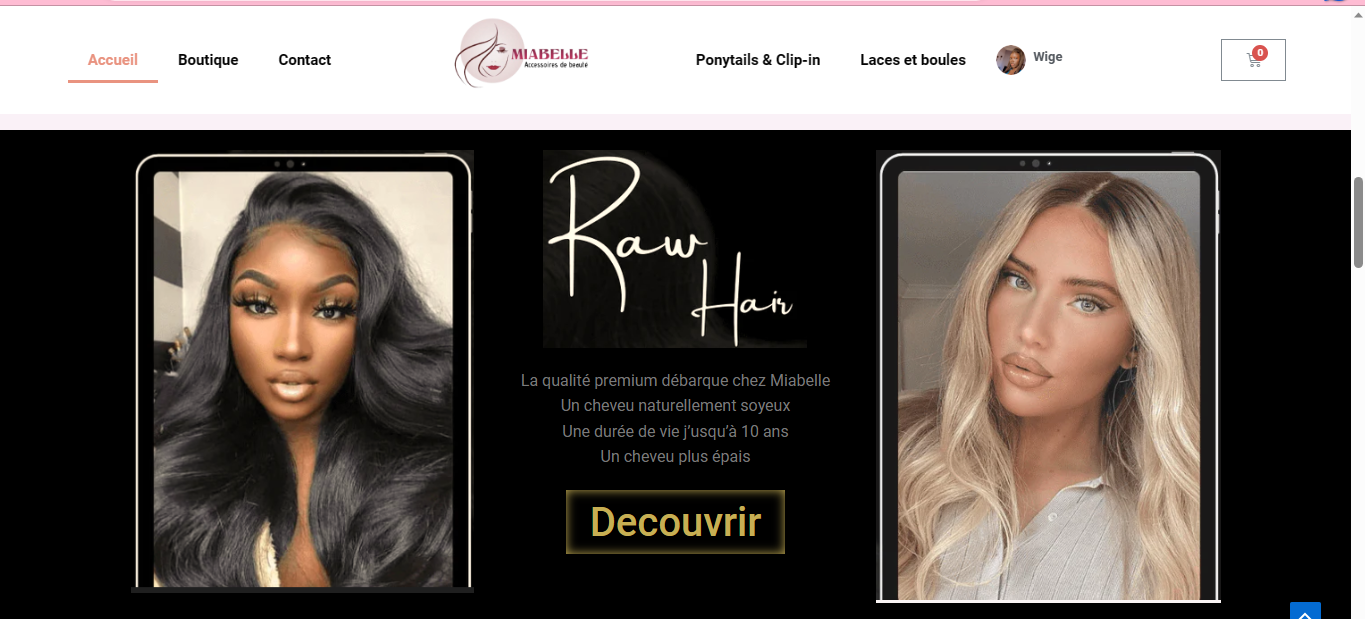 Accueil
Boutique
Contact
MIABELLE
Accessoires de beauté
Ponytails & Clip-in
Laces et boules
Wige
0
Raw
Hair
La qualité premium débarque chez Miabelle
Un cheveu naturellement soyeux
Une durée de vie j’usqu’à 10 ans
Un cheveu plus épais
Decouvrir